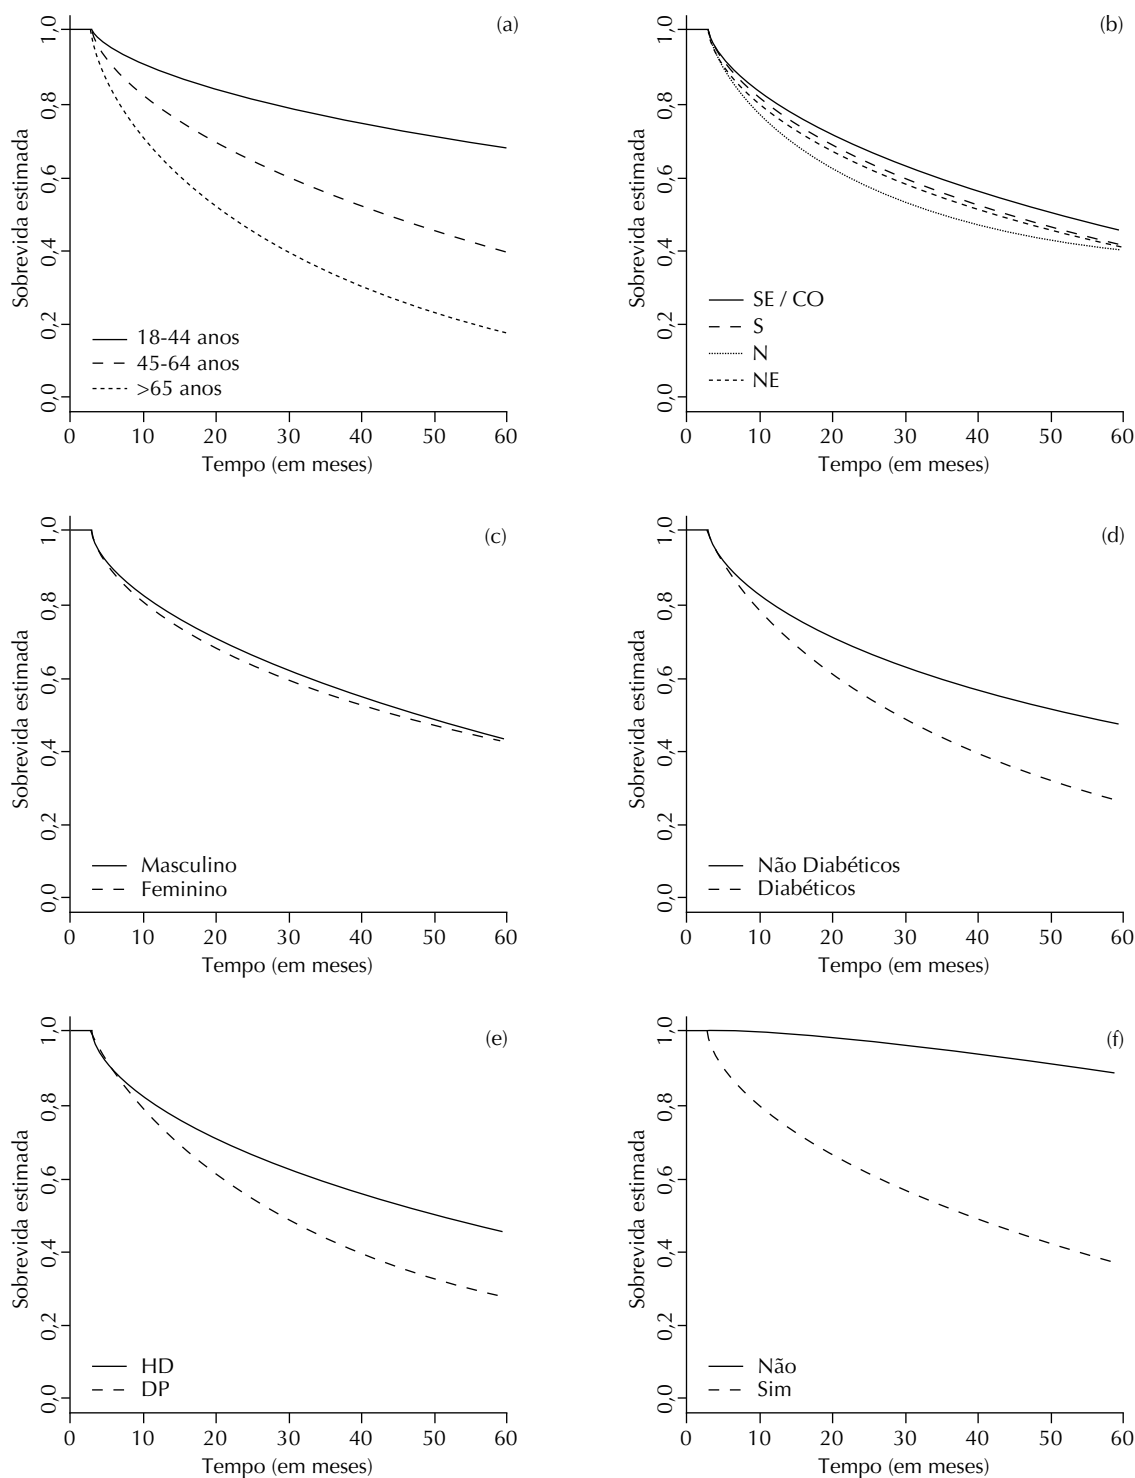 (a)
Sobrevida estimada
1,0
0,8
0,6
0,4
0,2
0,0
18-44 anos
45-64 anos
>65 anos
0 10 20 30 40 50 60
Tempo (em meses)
(b)
Sobrevida estimada
1,0
0,8
0,6
0,4
0,2
0,0
SE / CO
S
N
NE
0 10 20 30 40 50 60
Tempo (em meses)
(c)
Sobrevida estimada
1,0
0,8
0,6
0,4
0,2
0,0
Masculino
Feminino
0 10 20 30 40 50 60
Tempo (em meses)
(d)
Sobrevida estimada
1,0
0,8
0,6
0,4
0,2
0,0
Não Diabéticos
Diabéticos
0 10 20 30 40 50 60
Tempo (em meses)
(e)
Sobrevida estimada
1,0
0,8
0,6
0,4
0,2
0,0
HD
DP
0 10 20 30 40 50 60
Tempo (em meses)
(f)
Sobrevida estimada
1,0
0,8
0,6
0,4
0,2
0,0
Não
Sim
0 10 20 30 40 50 60
Tempo (em meses)